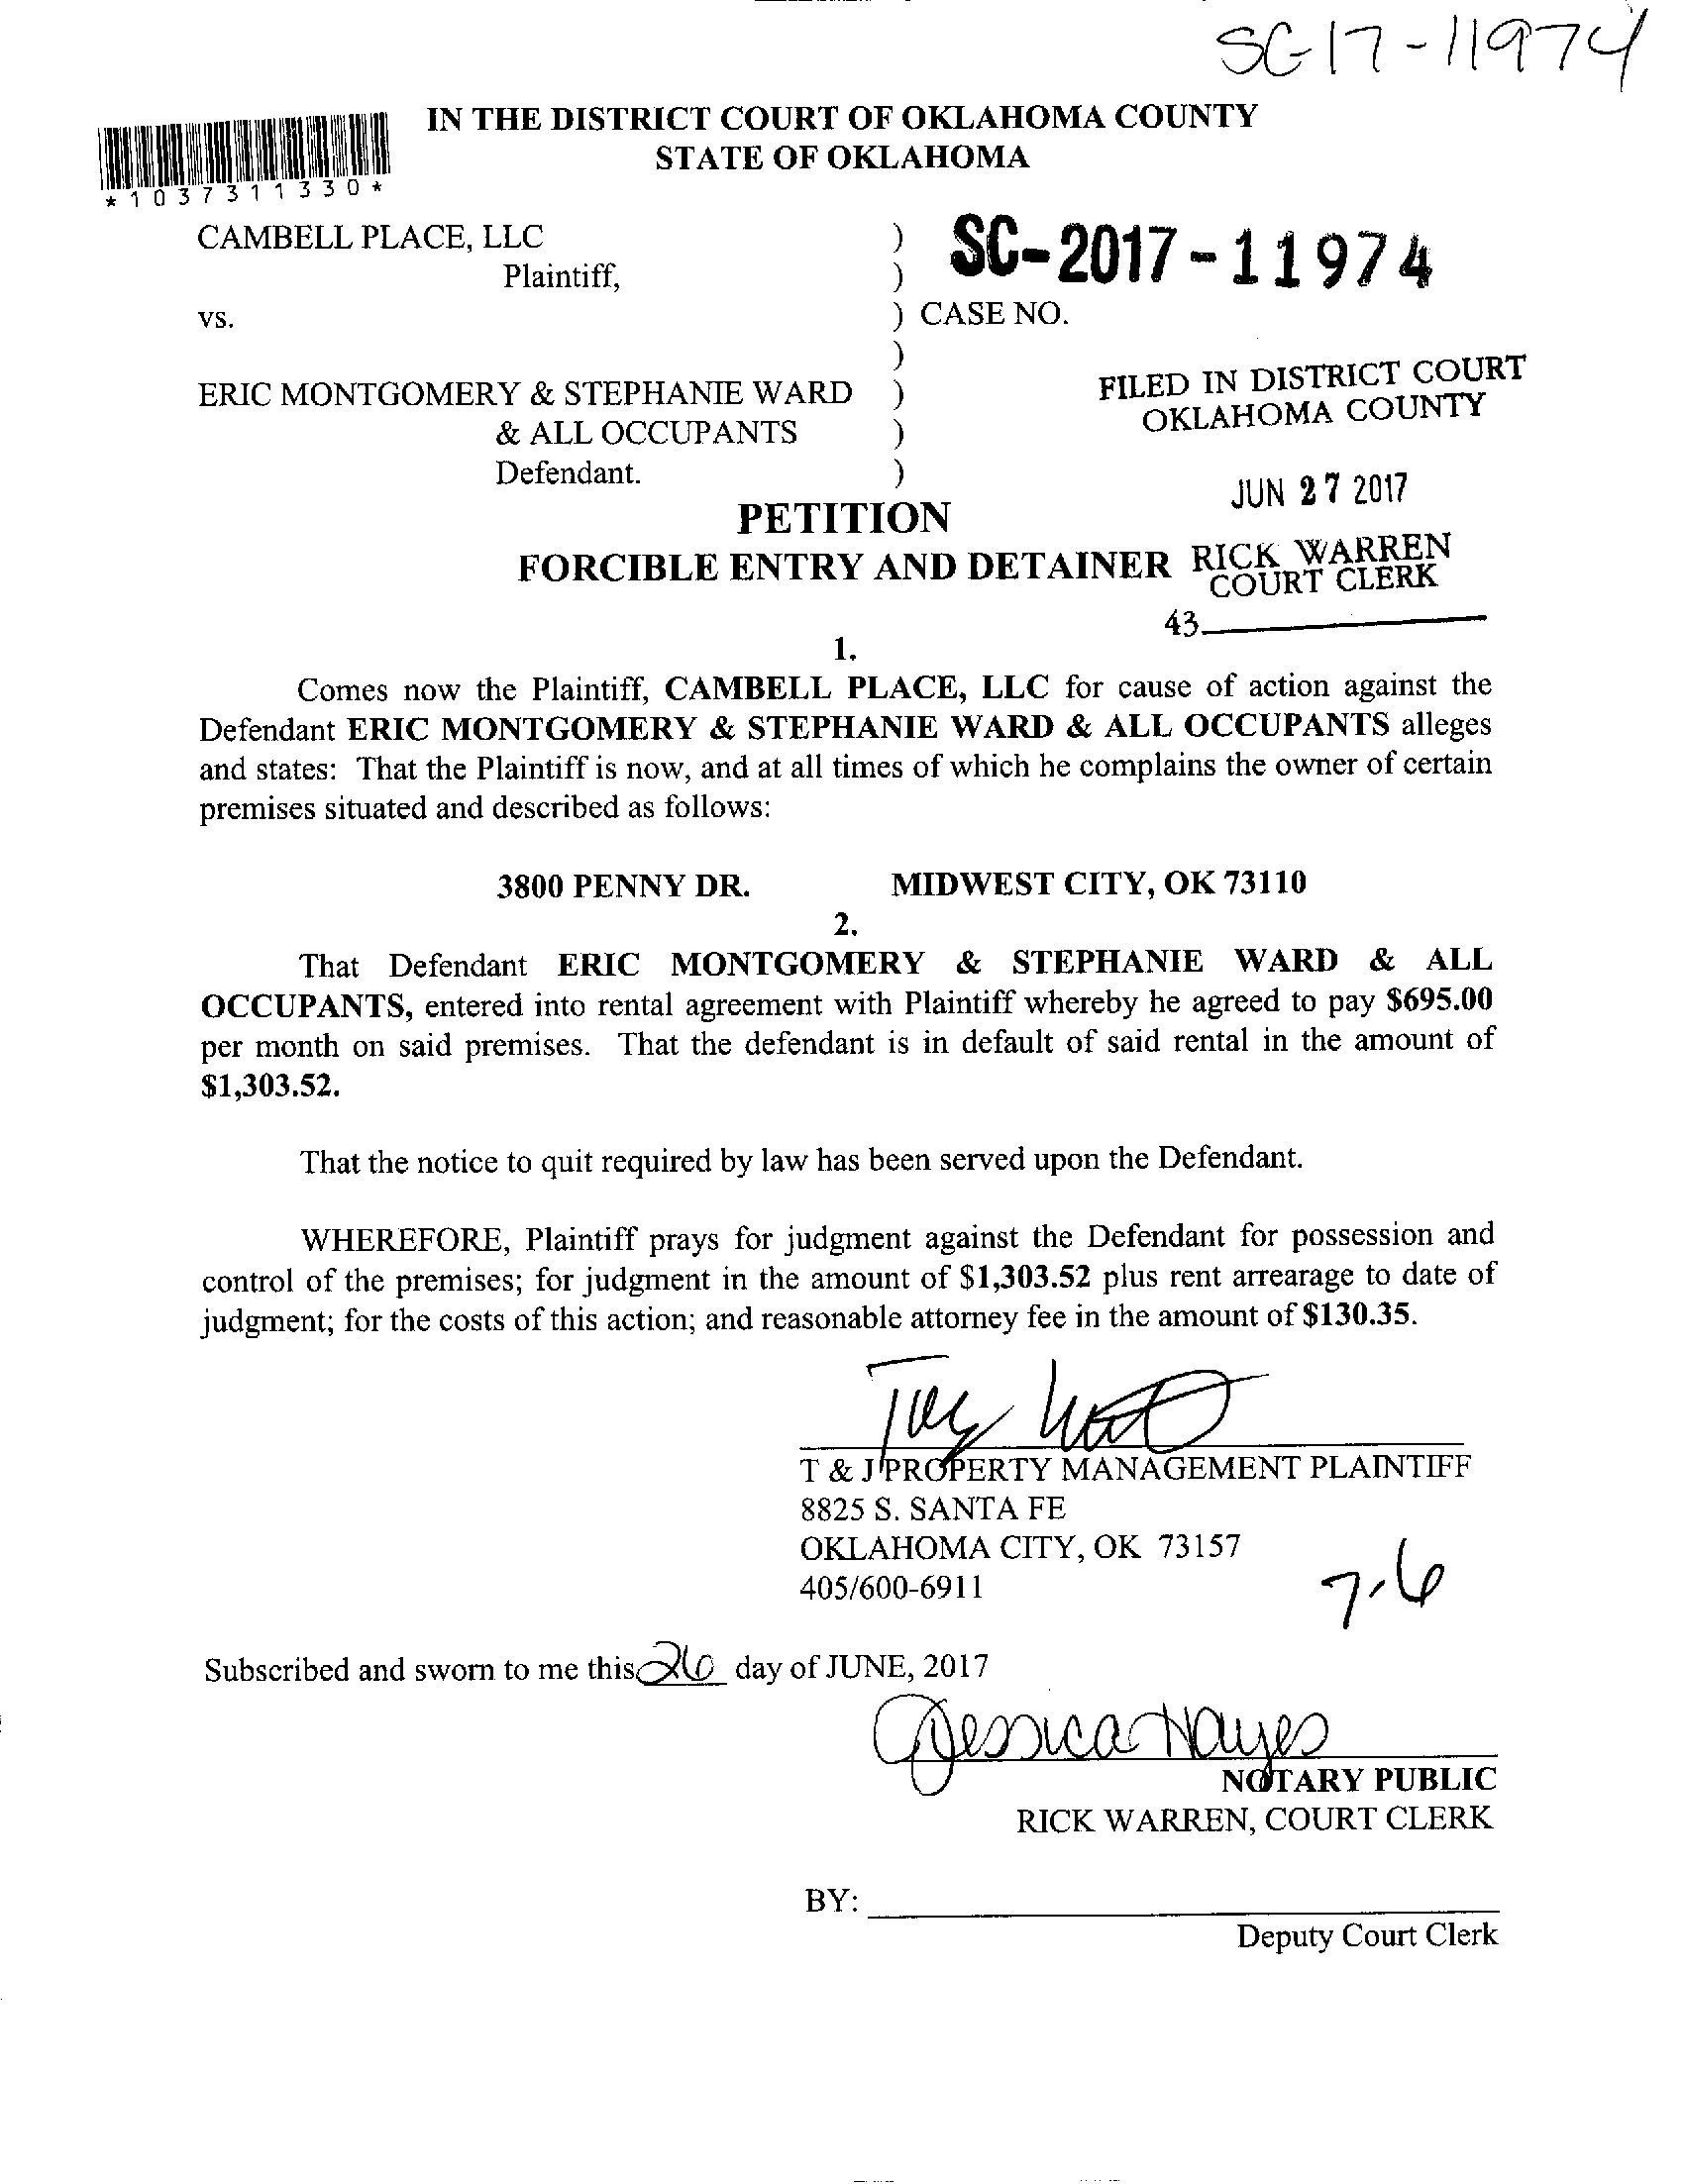 SC-17-11974
IN THE DISTRICT COURT OF OKLAHOMA COUNTY
STATE OF OKLAHOMA
*1037311330*
CAMBELL PLACE, LLC )
Plaintiff, )
SC-2017-11974
vs. ) CASE NO.
)
ERIC MONTGOMERY & STEPHANIE WARD )
& ALL OCCUPANTS )
Defendant. )
FILED IN DISTRICT COURT
OKLAHOMA COUNTY
JUN 27 2017
RICK WARREN
COURT CLERK
43
PETITION
FORCIBLE ENTRY AND DETAINER
1.
Comes now the Plaintiff, CAMBELL PLACE, LLC for cause of action against the
Defendant ERIC MONTGOMERY & STEPHANIE WARD & ALL OCCUPANTS alleges
and states: That the Plaintiff is now, and at all times of which he complains the owner of certain
premises situated and described as follows:
3800 PENNY DR. MIDWEST CITY, OK 73110
2.
That Defendant ERIC MONTGOMERY & STEPHANIE WARD & ALL
OCCUPANTS, entered into rental agreement with Plaintiff whereby he agreed to pay $695.00
per month on said premises. That the defendant is in default of said rental in the amount of
$1,303.52.
That the notice to quit required by law has been served upon the Defendant.
WHEREFORE, Plaintiff prays for judgment against the Defendant for possession and
control of the premises; for judgment in the amount of $1,303.52 plus rent arrearage to date of
judgment; for the costs of this action; and reasonable attorney fee in the amount of $130.35.
T & J PROPERTY MANAGEMENT PLAINTIFF
8825 S. SANTA FE
OKLAHOMA CITY, OK 73157
405/600-6911
7-6
Subscribed and sworn to me this 26 day of JUNE, 2017
Jessica Hayes
NOTARY PUBLIC
RICK WARREN, COURT CLERK
BY:
Deputy Court Clerk